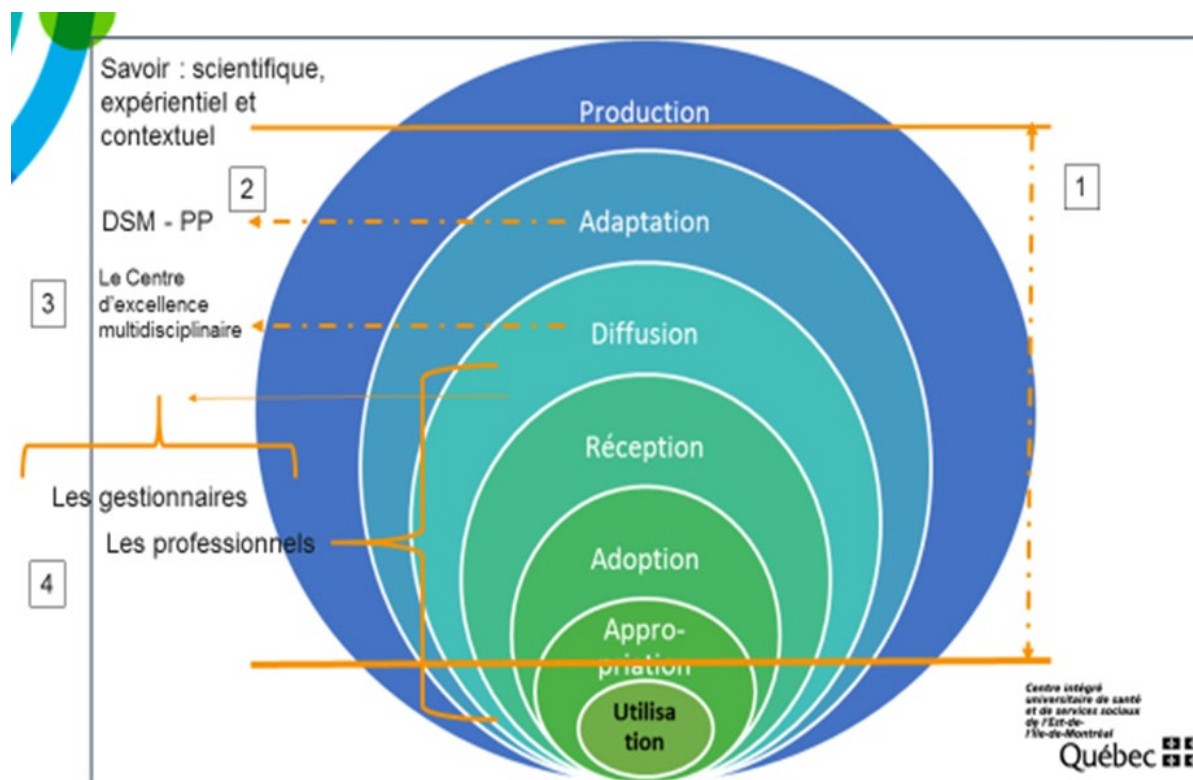 Savoir : scientifique,
expérientiel et
contextuel
Production
1
2
DSM - PP
Adaptation
3
Le Centre
d'excellence
multidisciplinaire
Diffusion
Réception
Les gestionnaires
Les professionnels
4
Adoption
Appro-
priation
Utilisa
tion
Centre intégré
universitaire de santé
et de services sociaux
de l'Est-de-
l'Île-de-Montréal
Québec